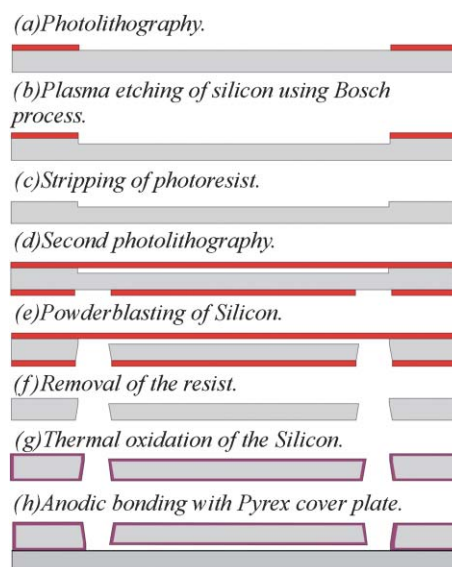 (a)Photolithography.
(b)Plasma etching of silicon using Bosch
process.
(c)Stripping of photoresist.
(d)Second photolithography.
(e)Powderblasting of Silicon.
(f)Removal of the resist.
(g)Thermal oxidation of the Silicon.
(h)Anodic bonding with Pyrex cover plate.